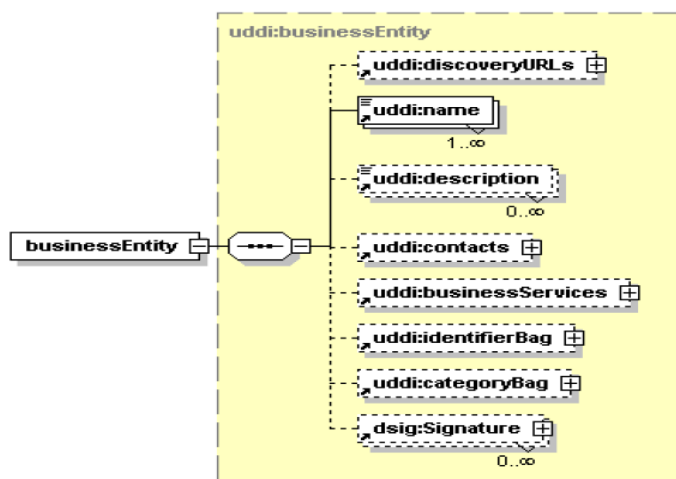 uddi:businessEntity
uddi:discoveryURLs
uddi:name
1..∞
uddi:description
0..∞
businessEntity
uddi:contacts
uddi:businessServices
uddi:identifierBag
uddi:categoryBag
dsig:Signature
0..∞